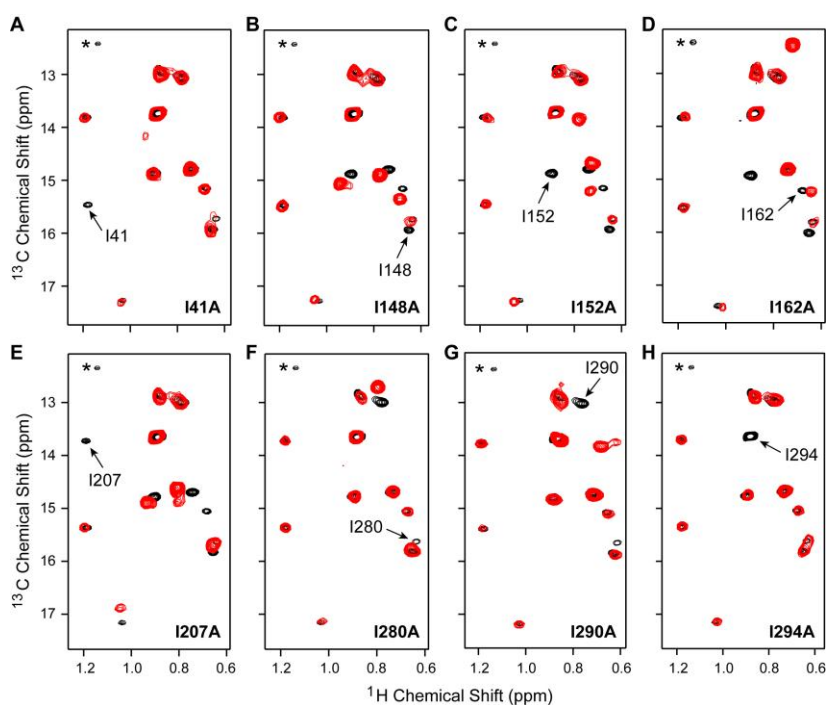 A B C D
* * * *
13
14
15
16
17
I41
I148
I152
I162
I41A I148A I152A I162A
13C Chemical Shift (ppm)
E F G H
* * * *
13
14
15
16
17
I207
I280
I290
I294
I207A I280A I290A I294A
13C Chemical Shift (ppm)
1.2 1.0 0.8 0.6 1.2 1.0 0.8 0.6 1.2 1.0 0.8 0.6 1.2 1.0 0.8 0.6
1H Chemical Shift (ppm)